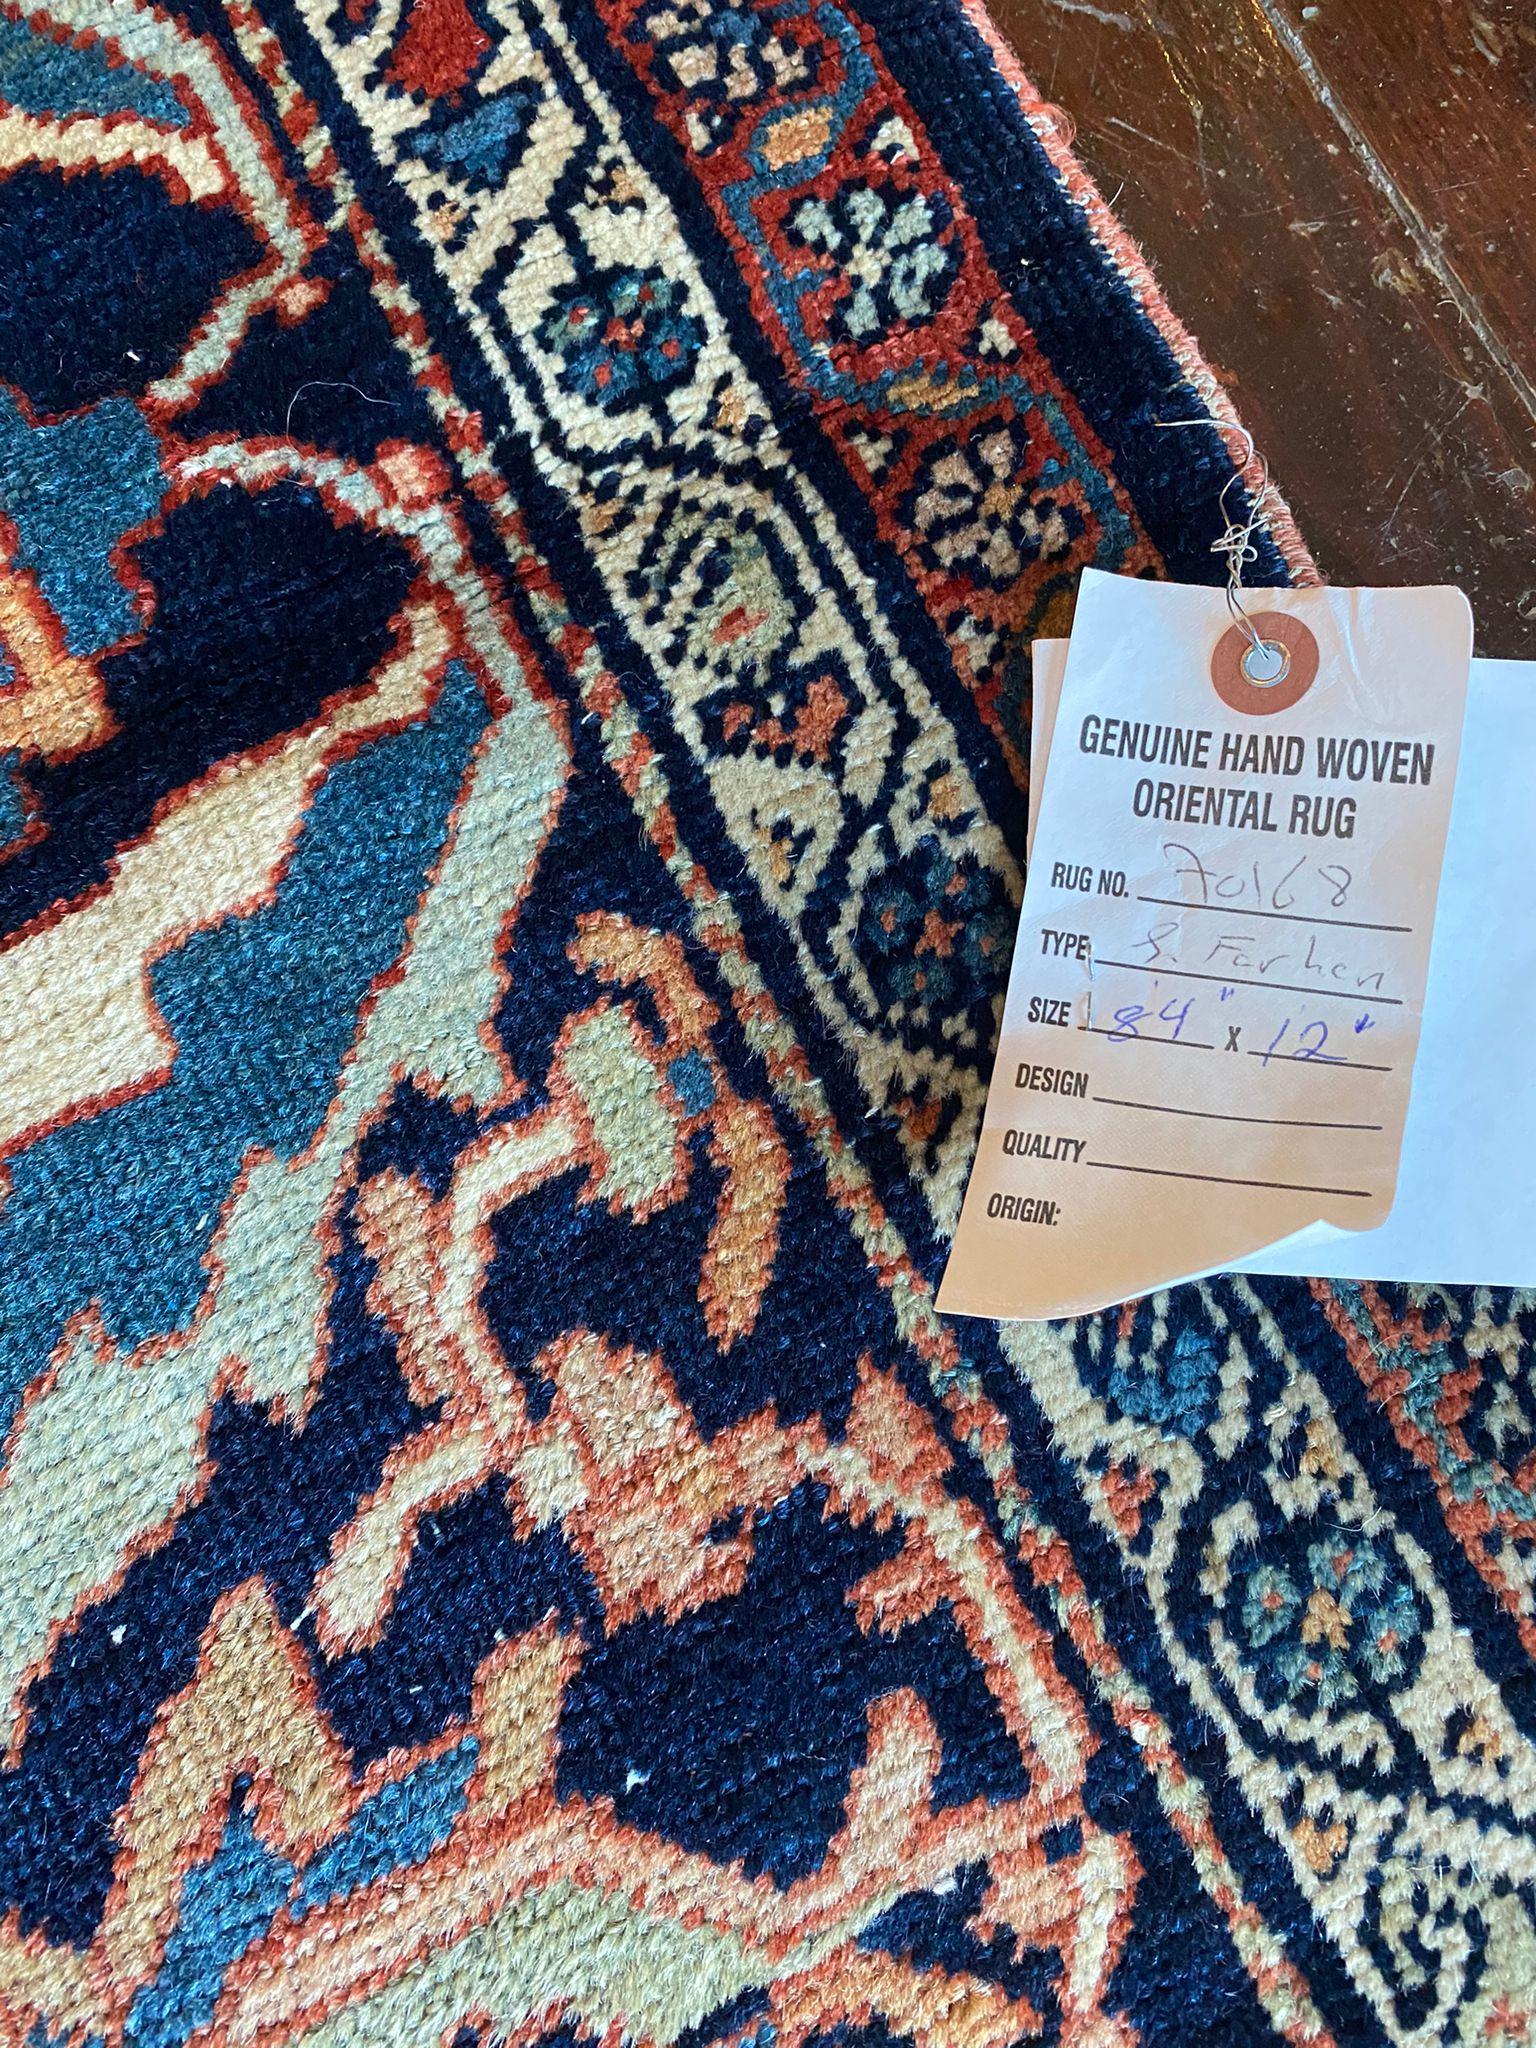 GENUINE HAND WOVEN
ORIENTAL RUG
RUG NO. 70168
TYPE S. Farhan
SIZE 8'4" X 12"
DESIGN
QUALITY
ORIGIN: